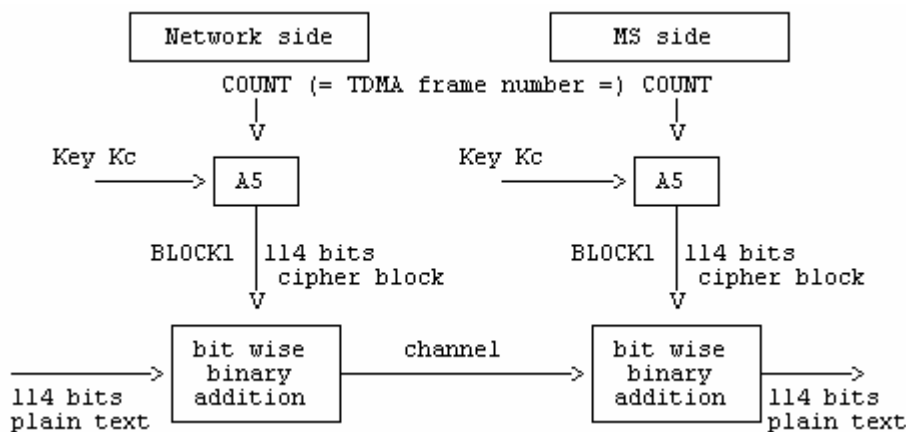 Network side
MS side
COUNT (= TDMA frame number =) COUNT
Key Kc
A5
Key Kc
A5
BLOCK1
114 bits
cipher block
BLOCK1
114 bits
cipher block
114 bits
plain text
bit wise
binary
addition
channel
bit wise
binary
addition
114 bits
plain text